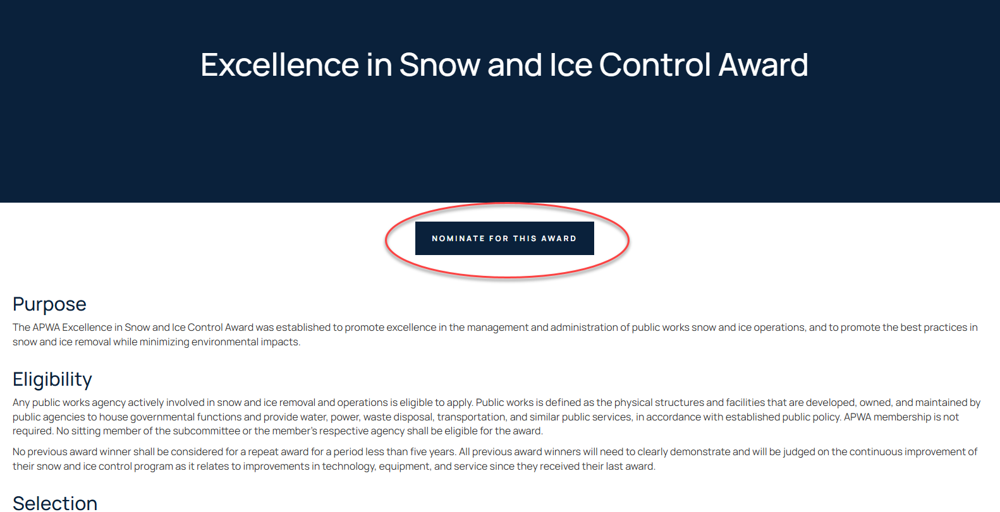 Excellence in Snow and Ice Control Award
NOMINATE FOR THIS AWARD
Purpose
The APWA Excellence in Snow and Ice Control Award was established to promote excellence in the management and administration of public works snow and ice operations, and to promote the best practices in
snow and ice removal while minimizing environmental impacts.
Eligibility
Any public works agency actively involved in snow and ice removal and operations is eligible to apply. Public works is defined as the physical structures and facilities that are developed, owned, and maintained by
public agencies to house governmental functions and provide water, power, waste disposal, transportation, and similar public services, in accordance with established public policy. APWA membership is not
required. No sitting member of the subcommittee or the member's respective agency shall be eligible for the award.
No previous award winner shall be considered for a repeat award for a period less than five years. All previous award winners will need to clearly demonstrate and will be judged on the continuous improvement of
their snow and ice control program as it relates to improvements in technology, equipment, and service since they received their last award.
Selection